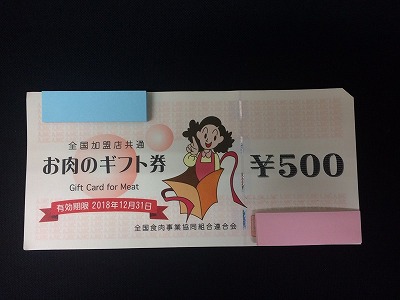 全国加盟店共通
お肉のギフト券
Gift Card for Meat
有効期限 2018年12月31日
全国食肉事業協同組合連合会
¥500